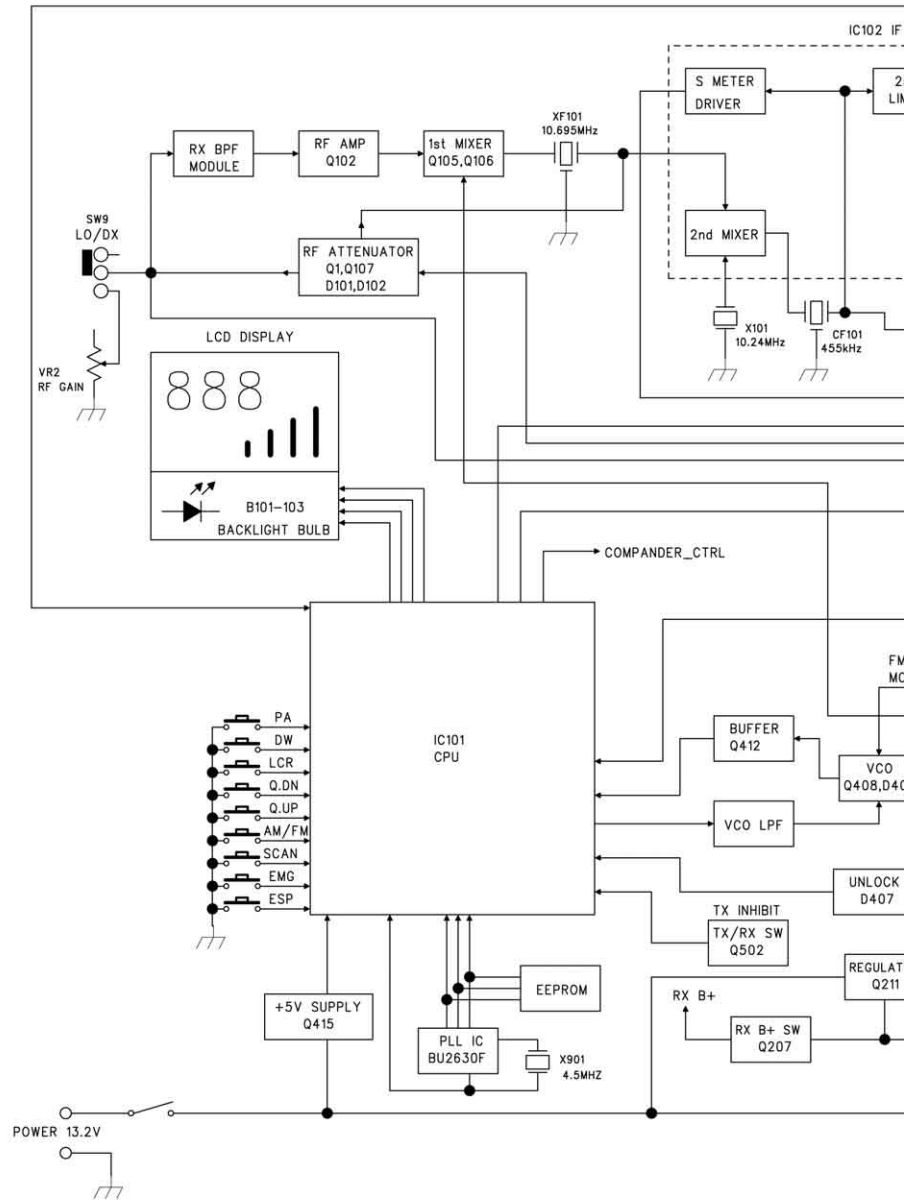 IC102 IF
S METER
DRIVER
XF101
10.695MHz
RX BPF
MODULE
RF AMP
Q102
1st MIXER
Q105,Q106
SW9
LO/DX
RF ATTENUATOR
Q1,Q107
D101,D102
2nd MIXER
X101
10.24MHz
CF101
455kHz
LCD DISPLAY
VR2
RF GAIN
888
B101-103
BACKLIGHT BULB
COMPANDER_CTRL
IC101
CPU
PA
DW
LCR
Q.DN
Q.UP
AM/FM
SCAN
EMG
ESP
FM
BUFFER
Q412
VCO
Q408,D40
VCO LPF
UNLOCK
D407
TX INHIBIT
TX/RX SW
Q502
REGULAT
Q211
RX B+
RX B+ SW
Q207
EEPROM
+5V SUPPLY
Q415
PLL IC
BU2630F
X901
4.5MHZ
POWER 13.2V